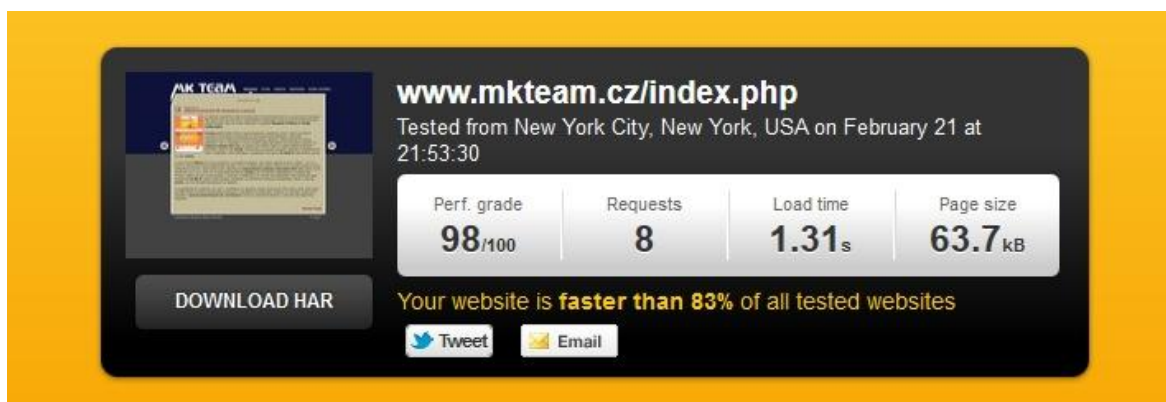 MK TEAM
www.mkteam.cz/index.php
Tested from New York City, New York, USA on February 21 at
21:53:30
Perf. grade Requests Load time Page size
98/100 8 1.31s 63.7kB
DOWNLOAD HAR
Your website is faster than 83% of all tested websites
Tweet Email